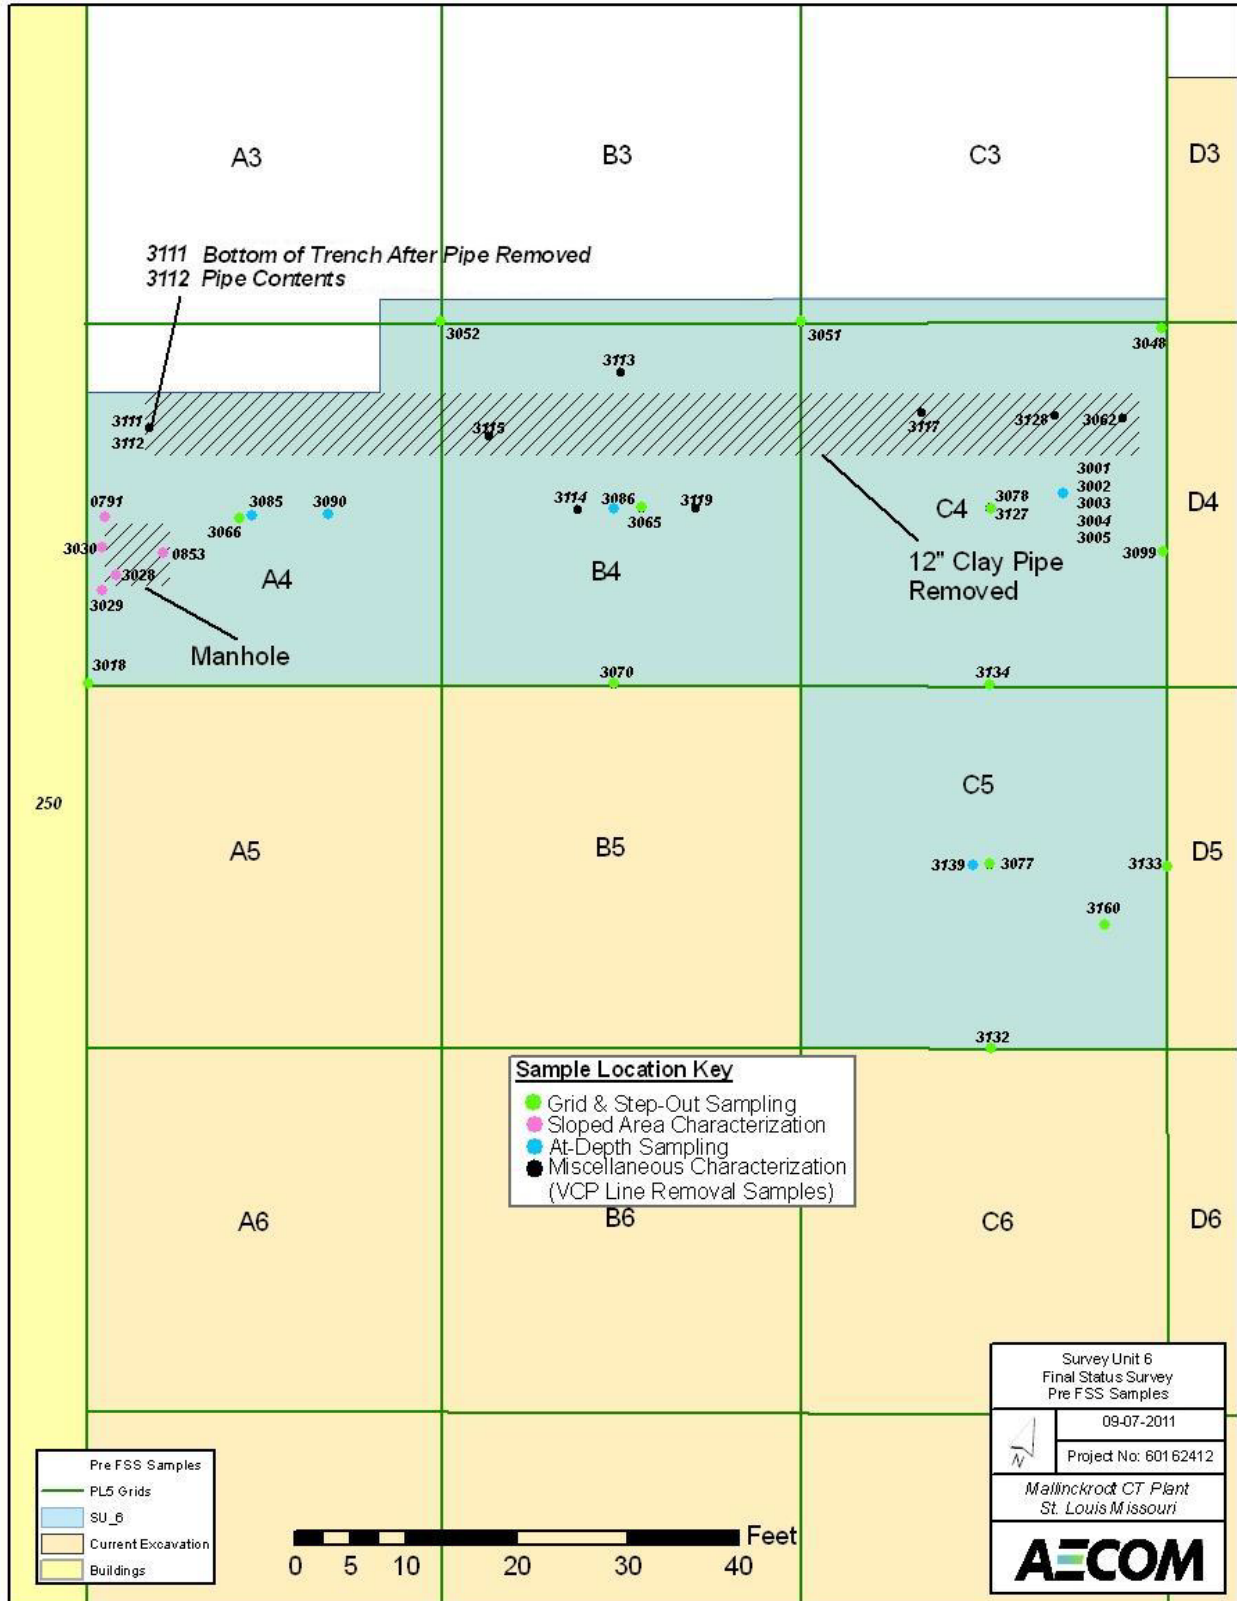 A3
B3
C3
D3
3111 Bottom of Trench After Pipe Removed
3112 Pipe Contents
3052
3051
3048
3113
3111
3112
3115
3117
3128
3062
0791
3085
3090
3066
3114
3086
3065
3119
C4
3078
3127
3001
3002
3003
3004
3005
D4
3099
3030
0853
3028
3029
A4
B4
12" Clay Pipe
Removed
Manhole
3018
3070
3134
250
C5
A5
B5
3139
3077
3133
D5
3160
3132
Sample Location Key
Grid & Step-Out Sampling
Sloped Area Characterization
At-Depth Sampling
Miscellaneous Characterization
(VCP Line Removal Samples)
A6
B6
C6
D6
Survey Unit 6
Final Status Survey
Pre FSS Samples
09-07-2011
N
Project No: 60162412
Mallinckrodt CT Plant
St. Louis Missouri
AECOM
Pre FSS Samples
PL5 Grids
SU_6
Current Excavation
Buildings
Feet
0 5 10 20 30 40